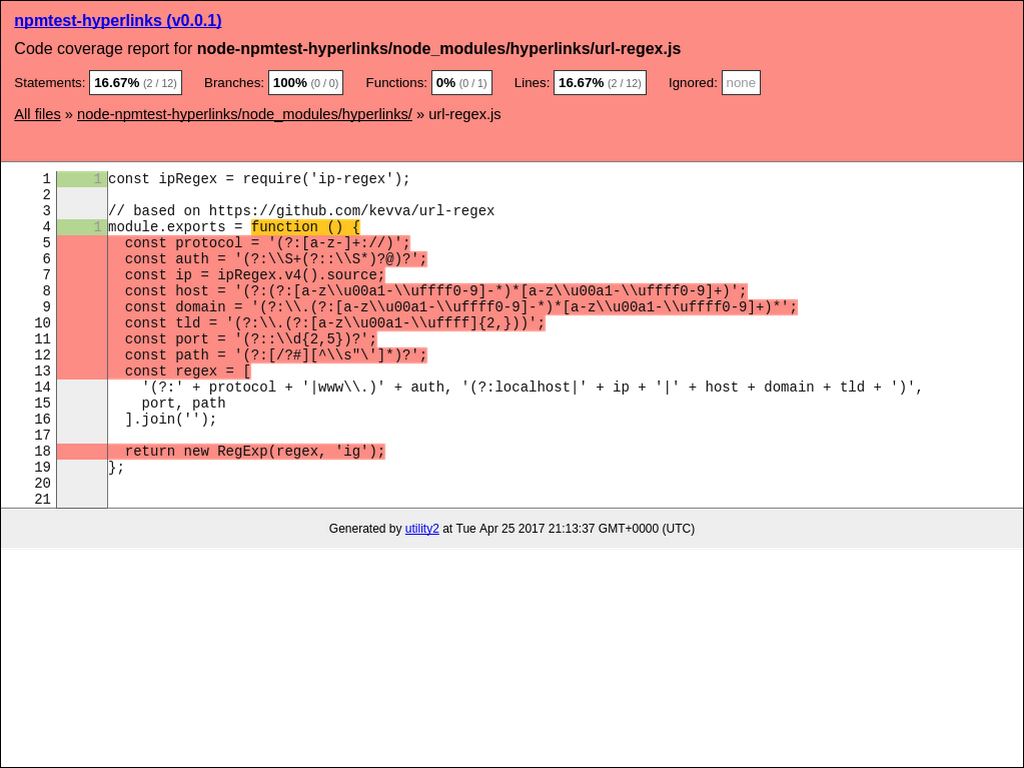 npmtest-hyperlinks (v0.0.1)
Code coverage report for node-npmtest-hyperlinks/node_modules/hyperlinks/url-regex.js
Statements: 16.67% (2 / 12) Branches: 100% (0 / 0) Functions: 0% (0 / 1) Lines: 16.67% (2 / 12) Ignored: none
All files » node-npmtest-hyperlinks/node_modules/hyperlinks/ » url-regex.js
1 1 const ipRegex = require('ip-regex');
2
3 // based on https://github.com/kevva/url-regex
4 1 module.exports = function () {
5 const protocol = '(?:[a-z-]+://)';
6 const auth = '(?:\\S+(?::\\S*)?@)?';
7 const ip = ipRegex.v4().source;
8 const host = '(?:(?:[a-z\\u00a1-\\uffff0-9]-*)*[a-z\\u00a1-\\uffff0-9]+)';
9 const domain = '(?:\\.(?:[a-z\\u00a1-\\uffff0-9]-*)*[a-z\\u00a1-\\uffff0-9]+)*';
10 const tld = '(?:\\.(?:[a-z\\u00a1-\\uffff]{2,}))';
11 const port = '(?::\\d{2,5})?';
12 const path = '(?:[/?#][^\\s"\']*)?';
13 const regex = [
14 '(?:' + protocol + '|www\\.)' + auth, '(?:localhost|' + ip + '|' + host + domain + tld + ')',
15 port, path
16 ].join('');
17
18 return new RegExp(regex, 'ig');
19 };
20
21
Generated by utility2 at Tue Apr 25 2017 21:13:37 GMT+0000 (UTC)